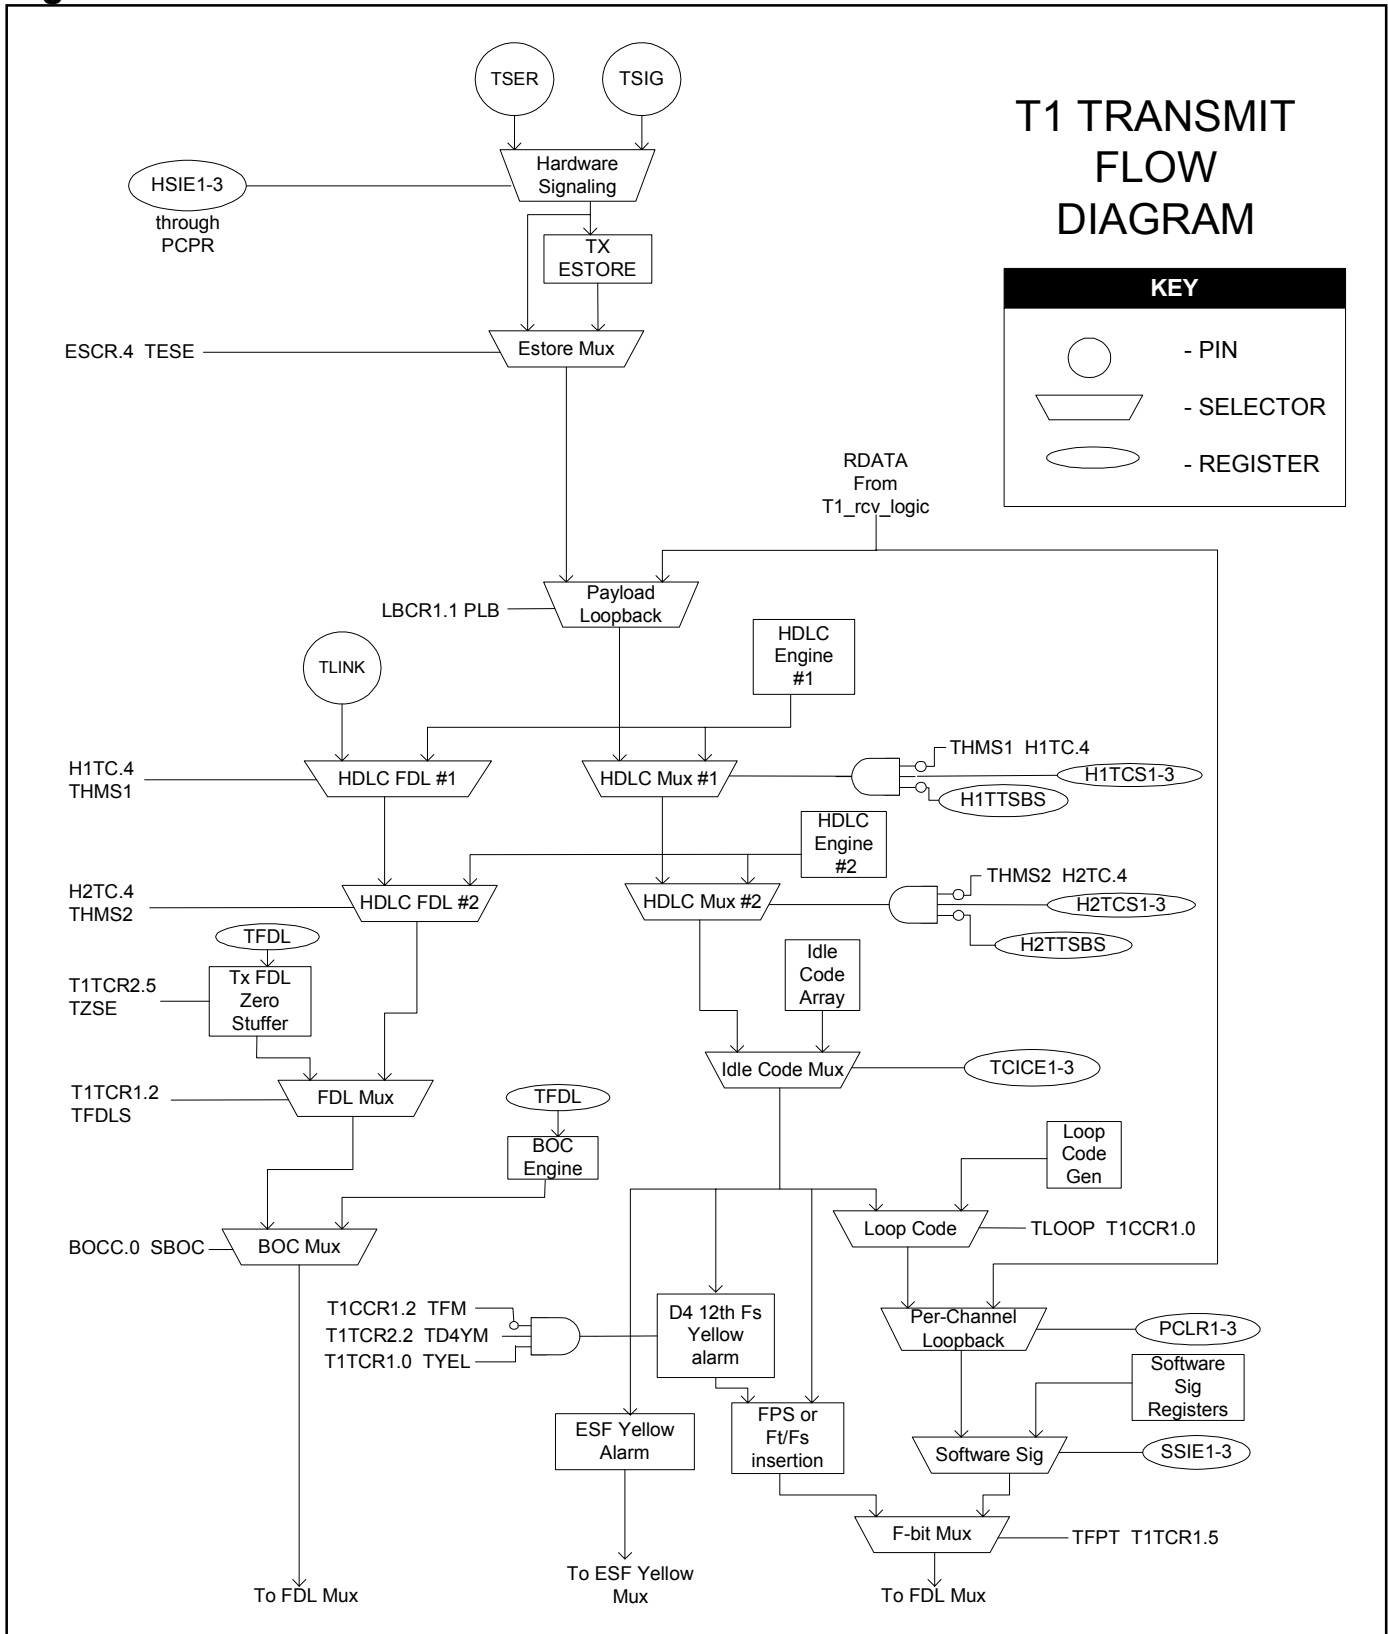 TSER
TSIG
T1 TRANSMIT
FLOW
DIAGRAM
Hardware
Signaling
HSIE1-3
through
PCPR
TX
ESTORE
KEY
- PIN
- SELECTOR
- REGISTER
ESCR.4 TESE
Estore Mux
RDATA
From
T1_rcv_logic
Payload
Loopback
LBCR1.1 PLB
HDLC
Engine
#1
TLINK
H1TC.4
THMS1
HDLC FDL #1
HDLC Mux #1
THMS1 H1TC.4
H1TCS1-3
H1TTSBS
HDLC
Engine
#2
H2TC.4
THMS2
HDLC FDL #2
HDLC Mux #2
THMS2 H2TC.4
H2TCS1-3
H2TTSBS
TFDL
T1TCR2.5
TZSE
Tx FDL
Zero
Stuffer
Idle
Code
Array
Idle Code Mux
TCICE1-3
T1TCR1.2
TFDLS
FDL Mux
TFDL
BOC
Engine
Loop
Code
Gen
BOCC.0 SBOC
BOC Mux
Loop Code
TLOOP T1CCR1.0
T1CCR1.2 TFM
T1TCR2.2 TD4YM
T1TCR1.0 TYEL
D4 12th Fs
Yellow
alarm
Per-Channel
Loopback
PCLR1-3
Software
Sig
Registers
ESF Yellow
Alarm
FPS or
Ft/Fs
insertion
Software Sig
SSIE1-3
F-bit Mux
TFPT T1TCR1.5
To FDL Mux
To ESF Yellow
Mux
To FDL Mux